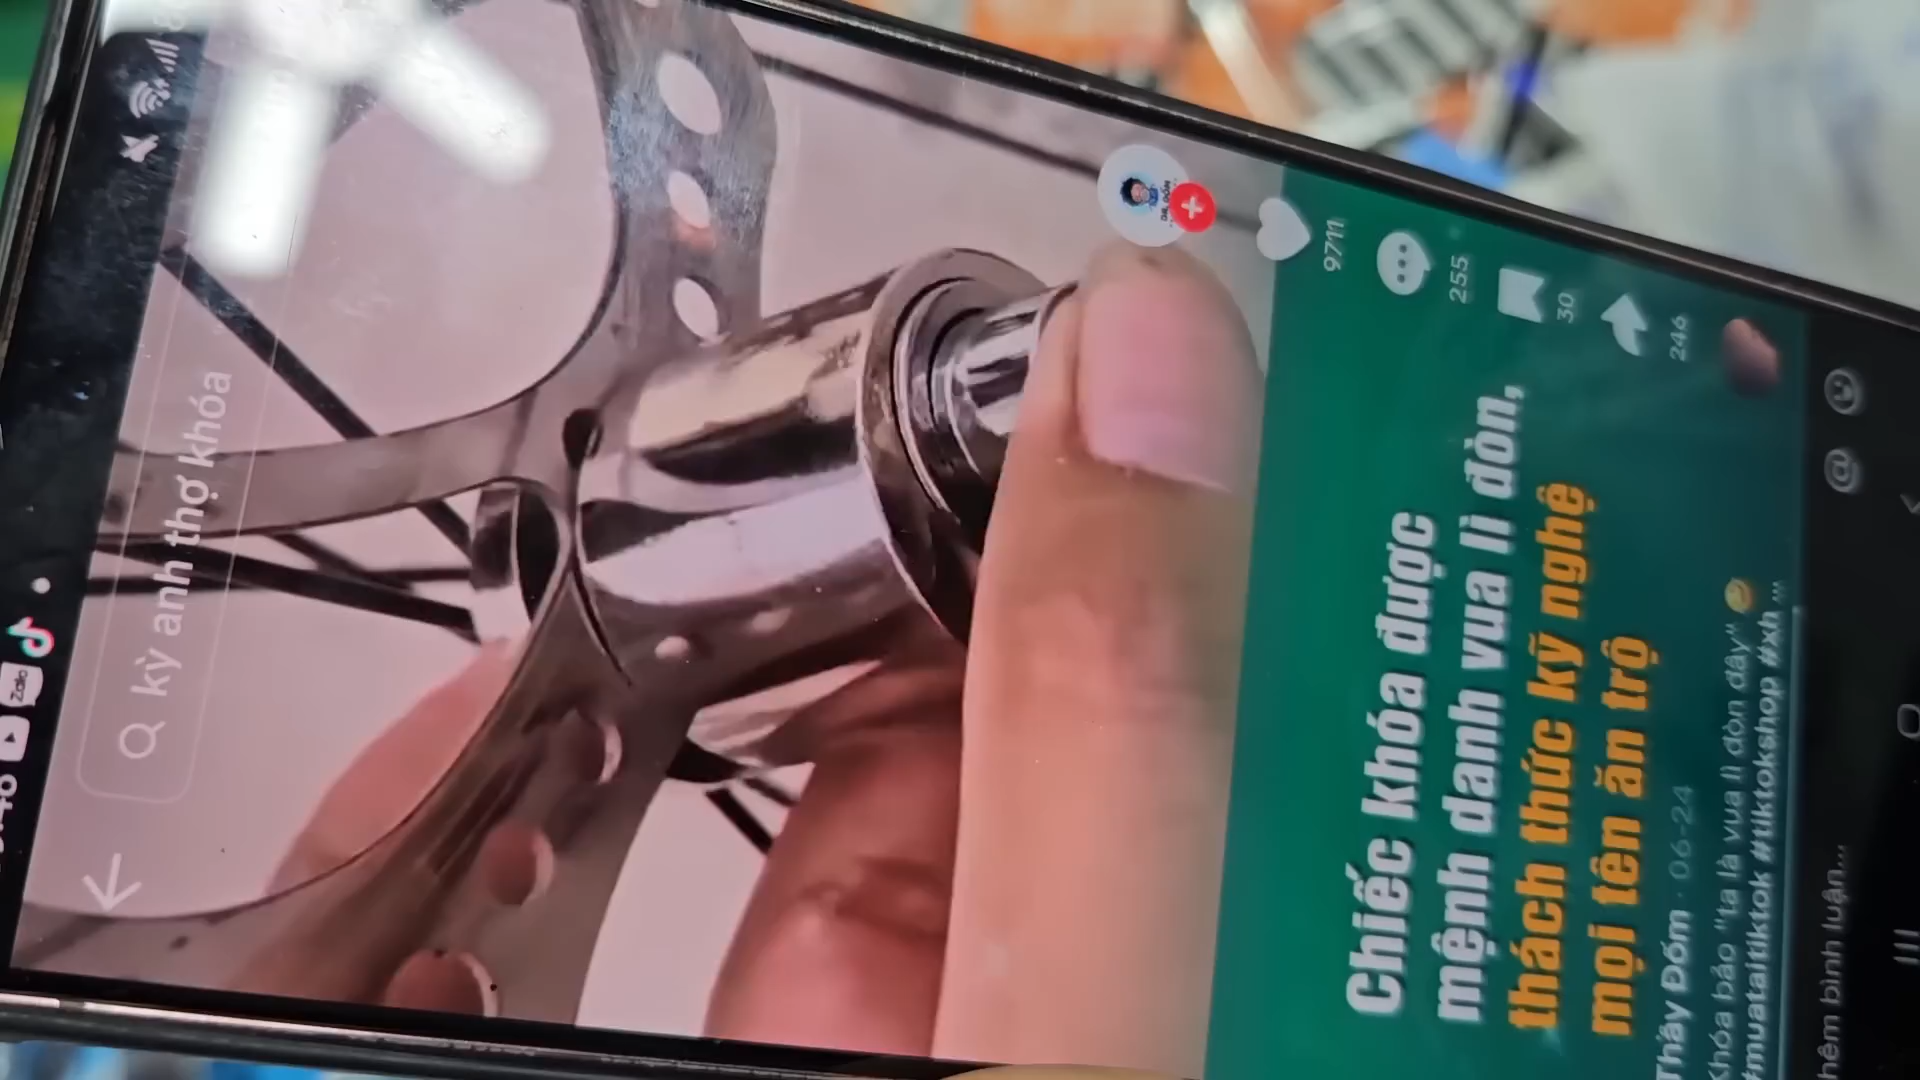 Zalo
kỳ anh thợ khóa
9711
255
30
246
Chiếc khóa được
mệnh danh vua lì đòn,
thách thức kỹ nghệ
mọi tên ăn trộ
Thầy Đốm · 06-24
Khóa bảo "ta là vua lì đòn đây"
#muataitiktok #tiktokshop #xh ...
hêm bình luận...